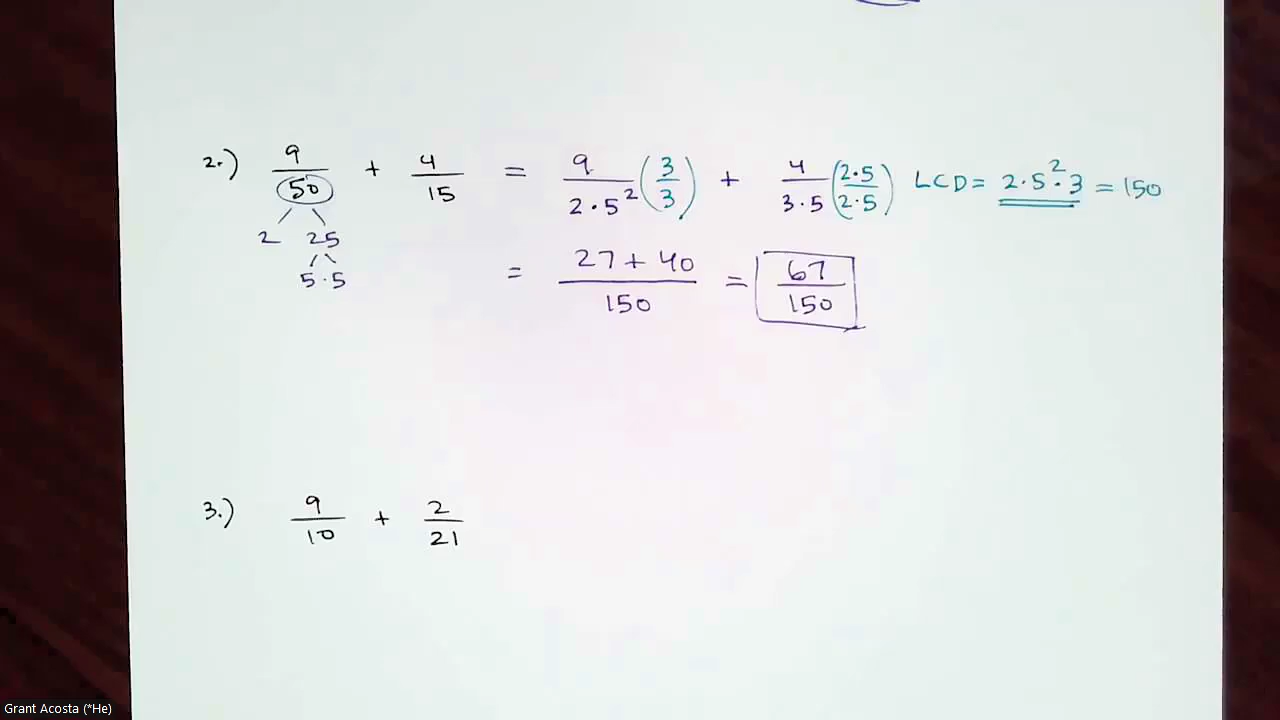 2.) 9/50 + 4/15 = 9/2·5² (3/3) + 4/3·5 (2·5/2·5) LCD = 2·5²·3 = 150
2 25
5·5
= 27 + 40/150 = 67/150
3.) 9/10 + 2/21
Grant Acosta (*He)